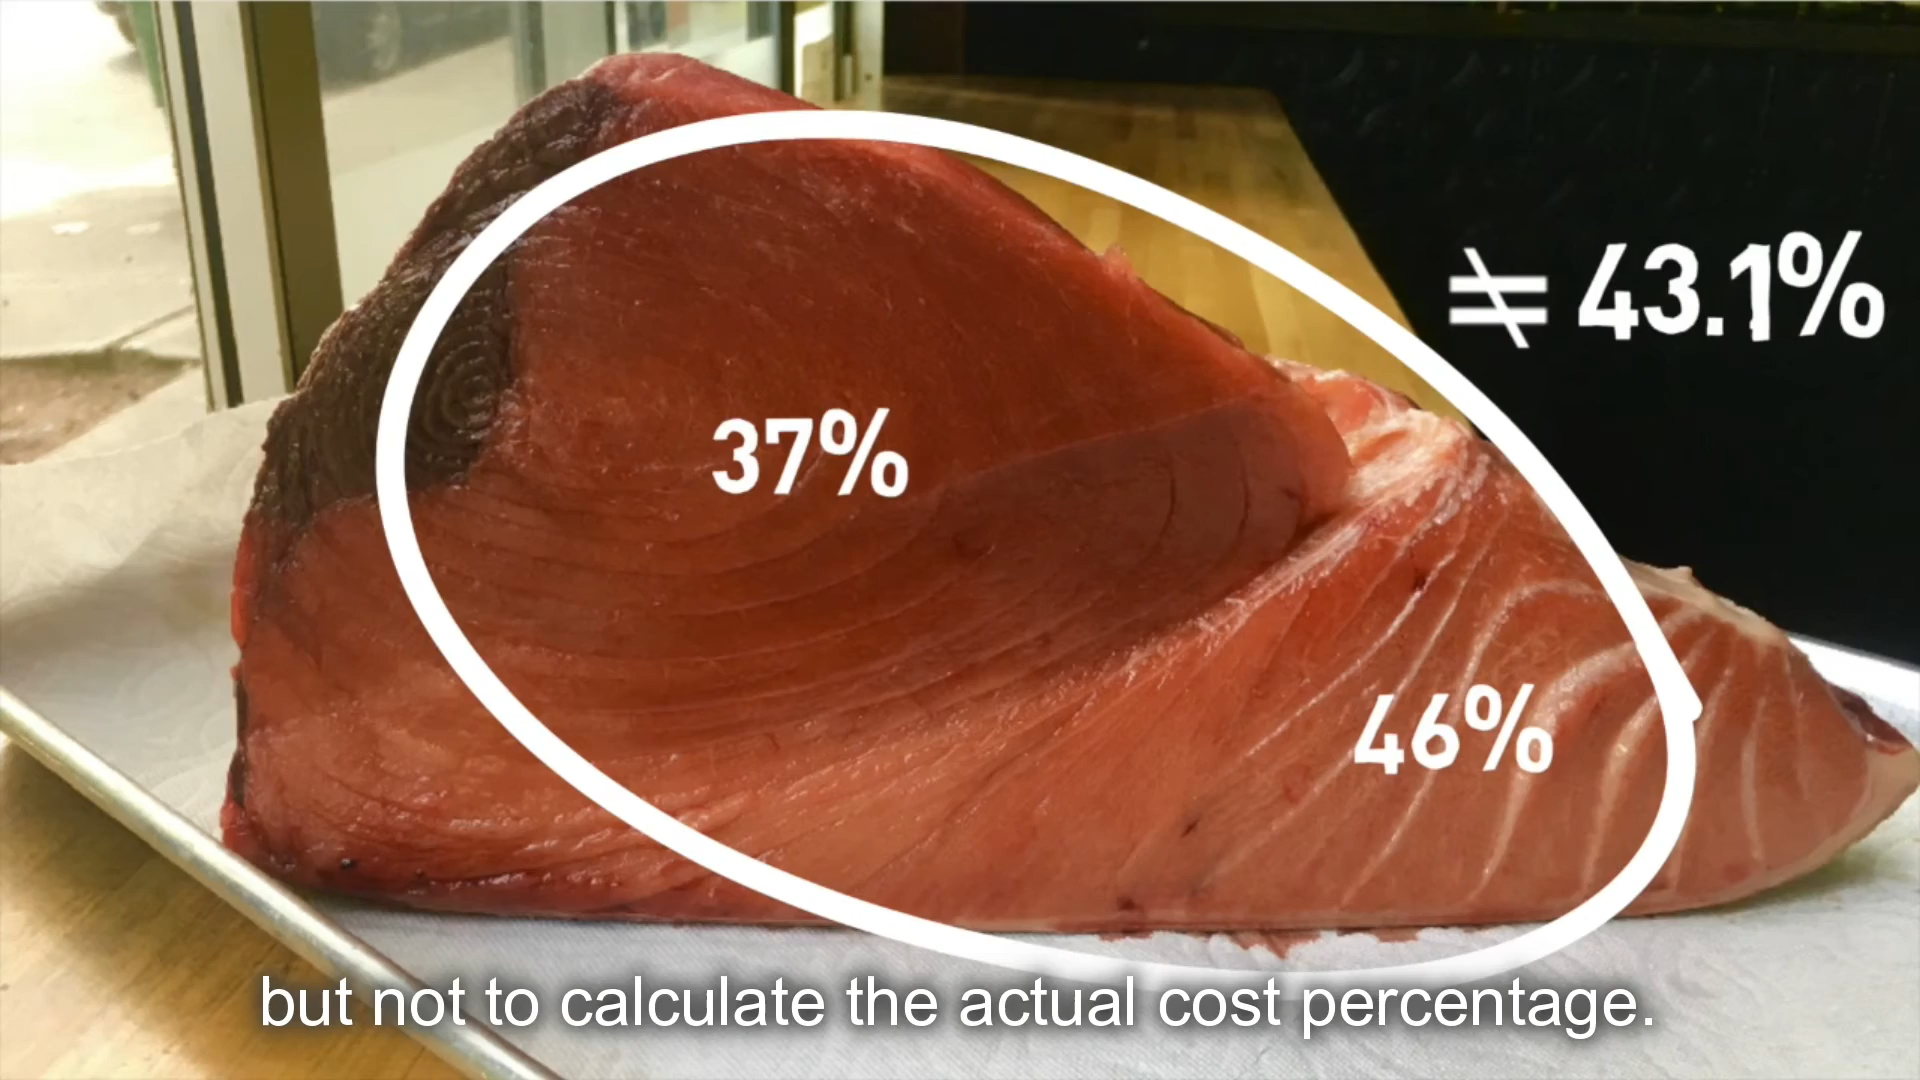 ≠ 43.1%
37%
46%
but not to calculate the actual cost percentage.